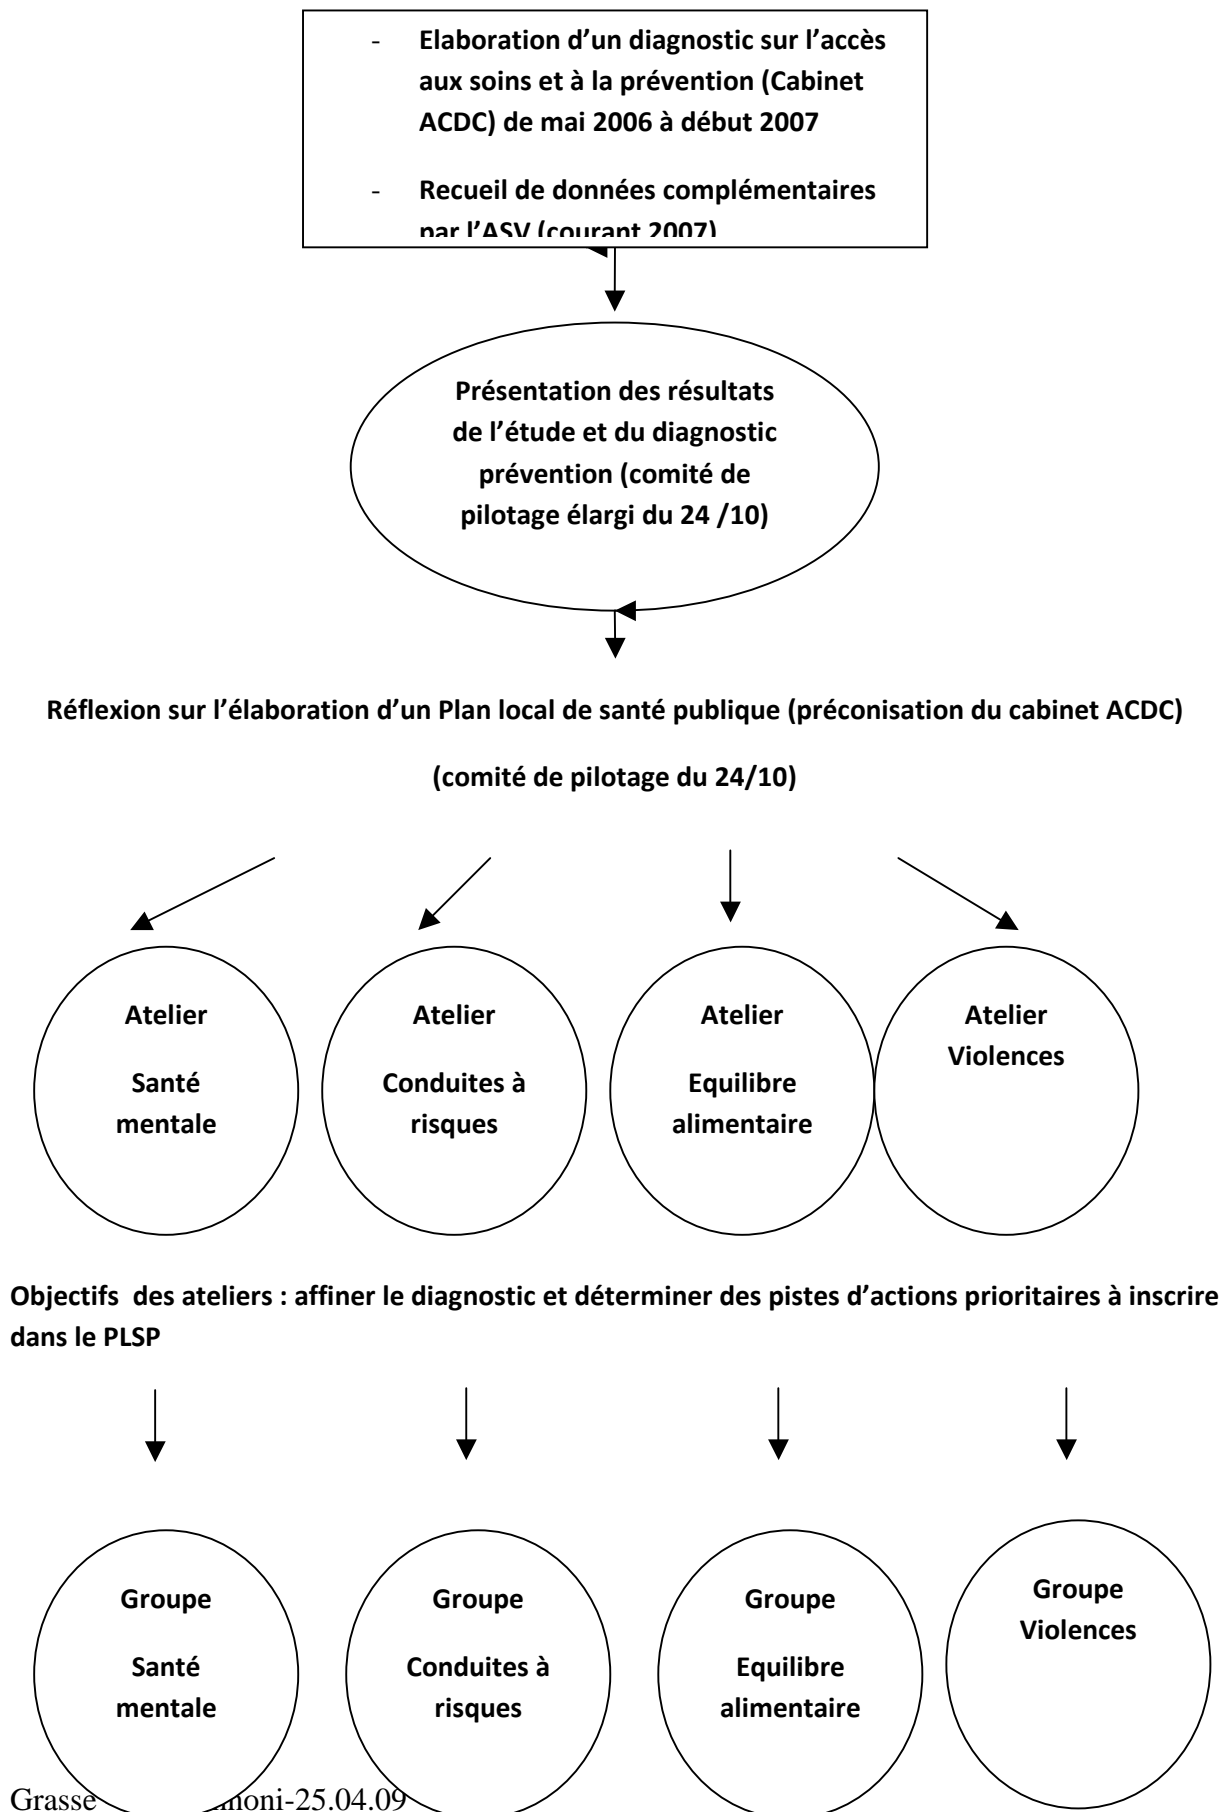 - Elaboration d’un diagnostic sur l’accès
aux soins et à la prévention (Cabinet
ACDC) de mai 2006 à début 2007
- Recueil de données complémentaires
par l’ASV (courant 2007)
Présentation des résultats
de l’étude et du diagnostic
prévention (comité de
pilotage élargi du 24 /10)
Réflexion sur l’élaboration d’un Plan local de santé publique (préconisation du cabinet ACDC)
(comité de pilotage du 24/10)
Atelier
Santé
mentale
Atelier
Conduites à
risques
Atelier
Equilibre
alimentaire
Atelier
Violences
Objectifs  des ateliers : affiner le diagnostic et déterminer des pistes d’actions prioritaires à inscrire
dans le PLSP
Groupe
Santé
mentale
Groupe
Conduites à
risques
Groupe
Equilibre
alimentaire
Groupe
Violences
Grasse moni-25.04.09